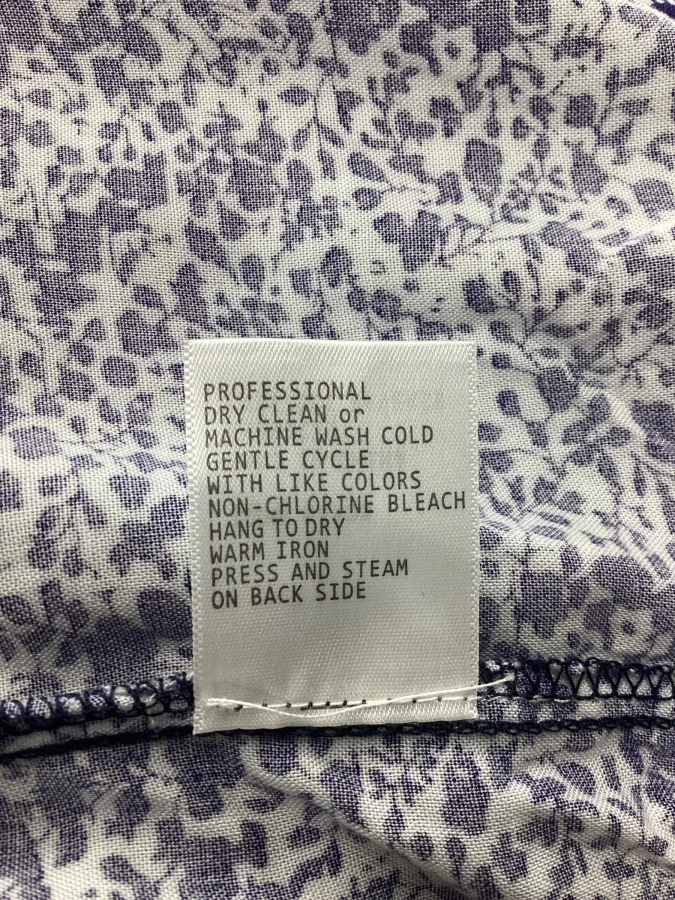 PROFESSIONAL
DRY CLEAN or
MACHINE WASH COLD
GENTLE CYCLE
WITH LIKE COLORS
NON-CHLORINE BLEACH
HANG TO DRY
WARM IRON
PRESS AND STEAM
ON BACK SIDE